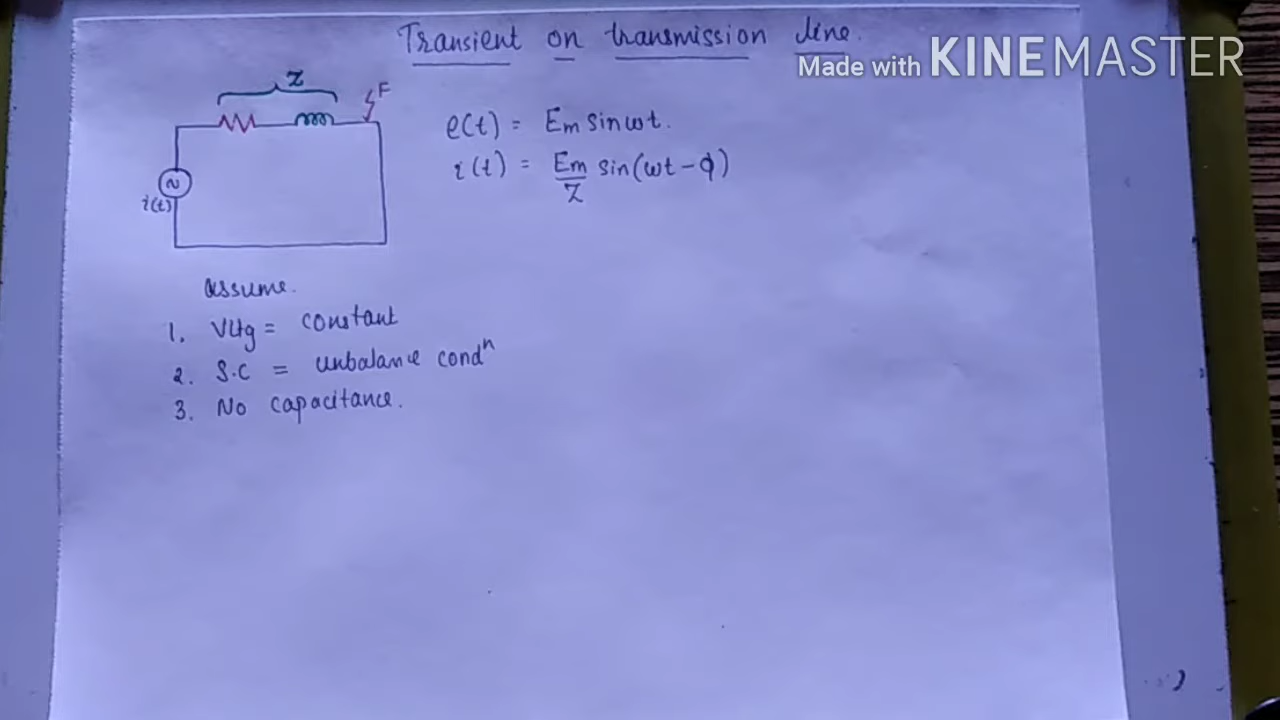 Transient on transmission line.
Made with KINEMASTER
Z
F
e(t) = Em sinωt.
i(t) = Em/Z sin(ωt - ϕ)
i(t)
assume.
1. Vltg = constant
2. S.C = unbalance condⁿ
3. No capacitance.